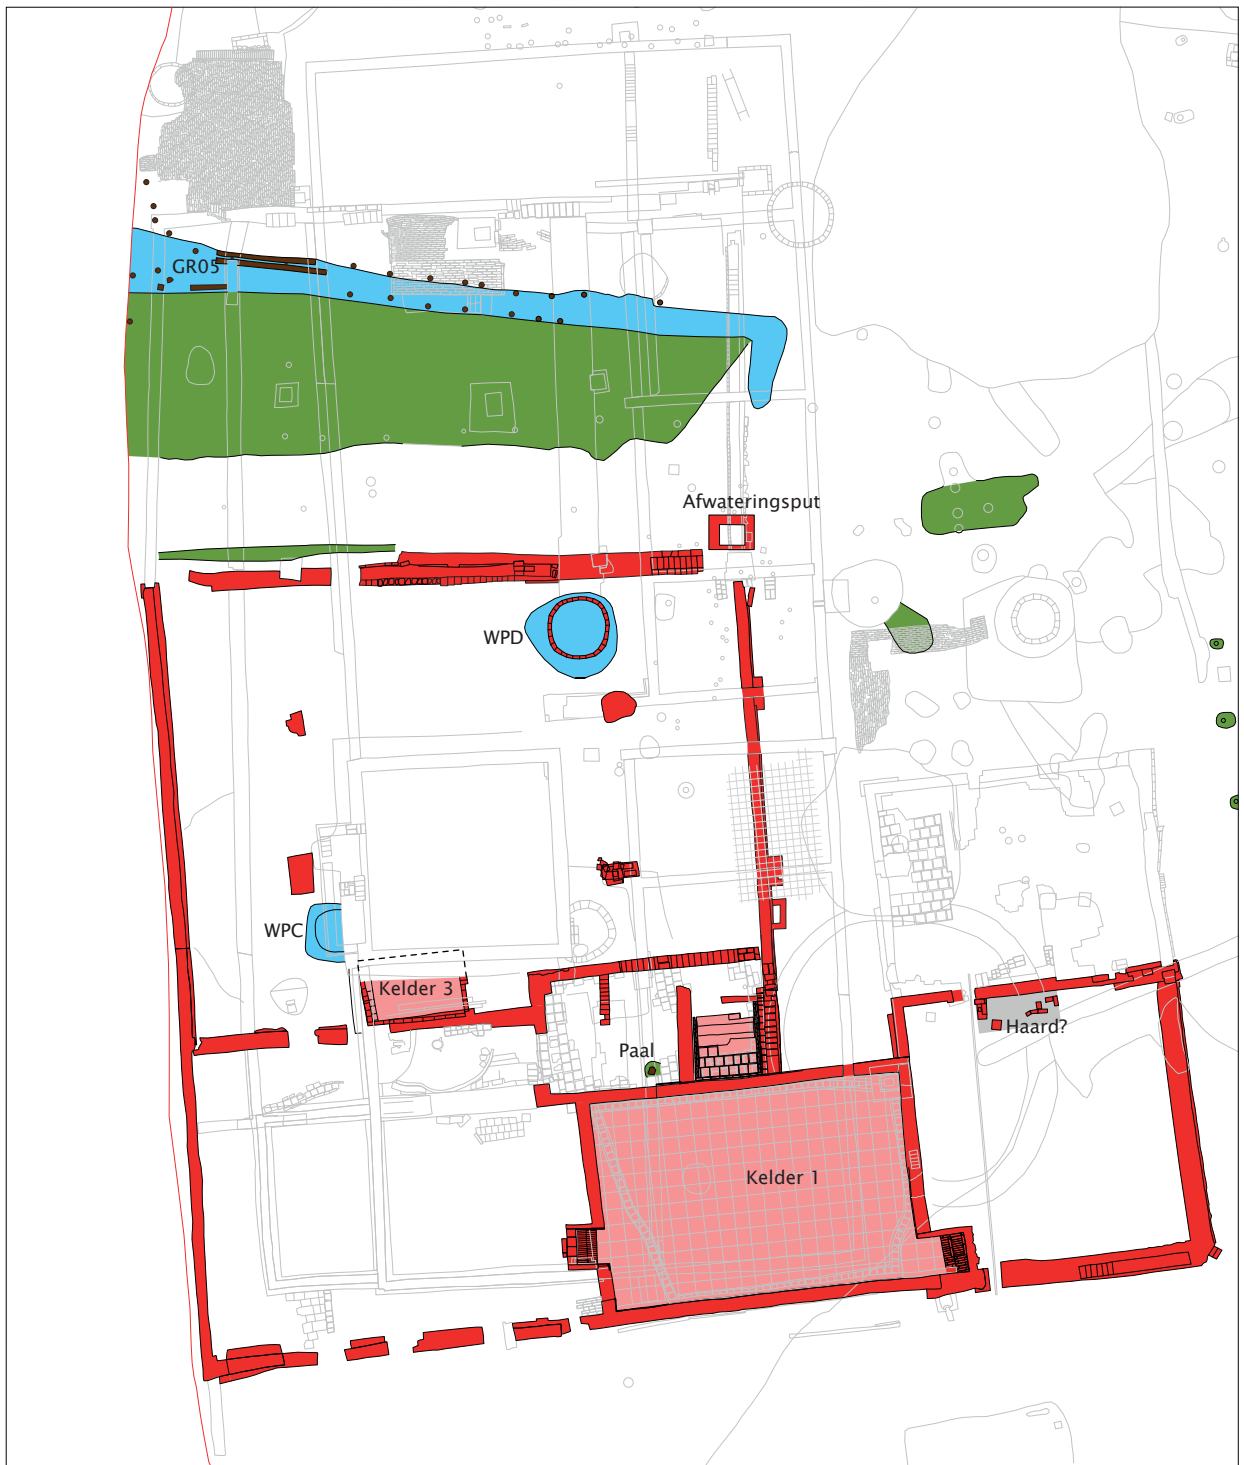 GR05
Afwateringsput
WPD
WPC
Kelder 3
Haard?
Paal
Kelder 1